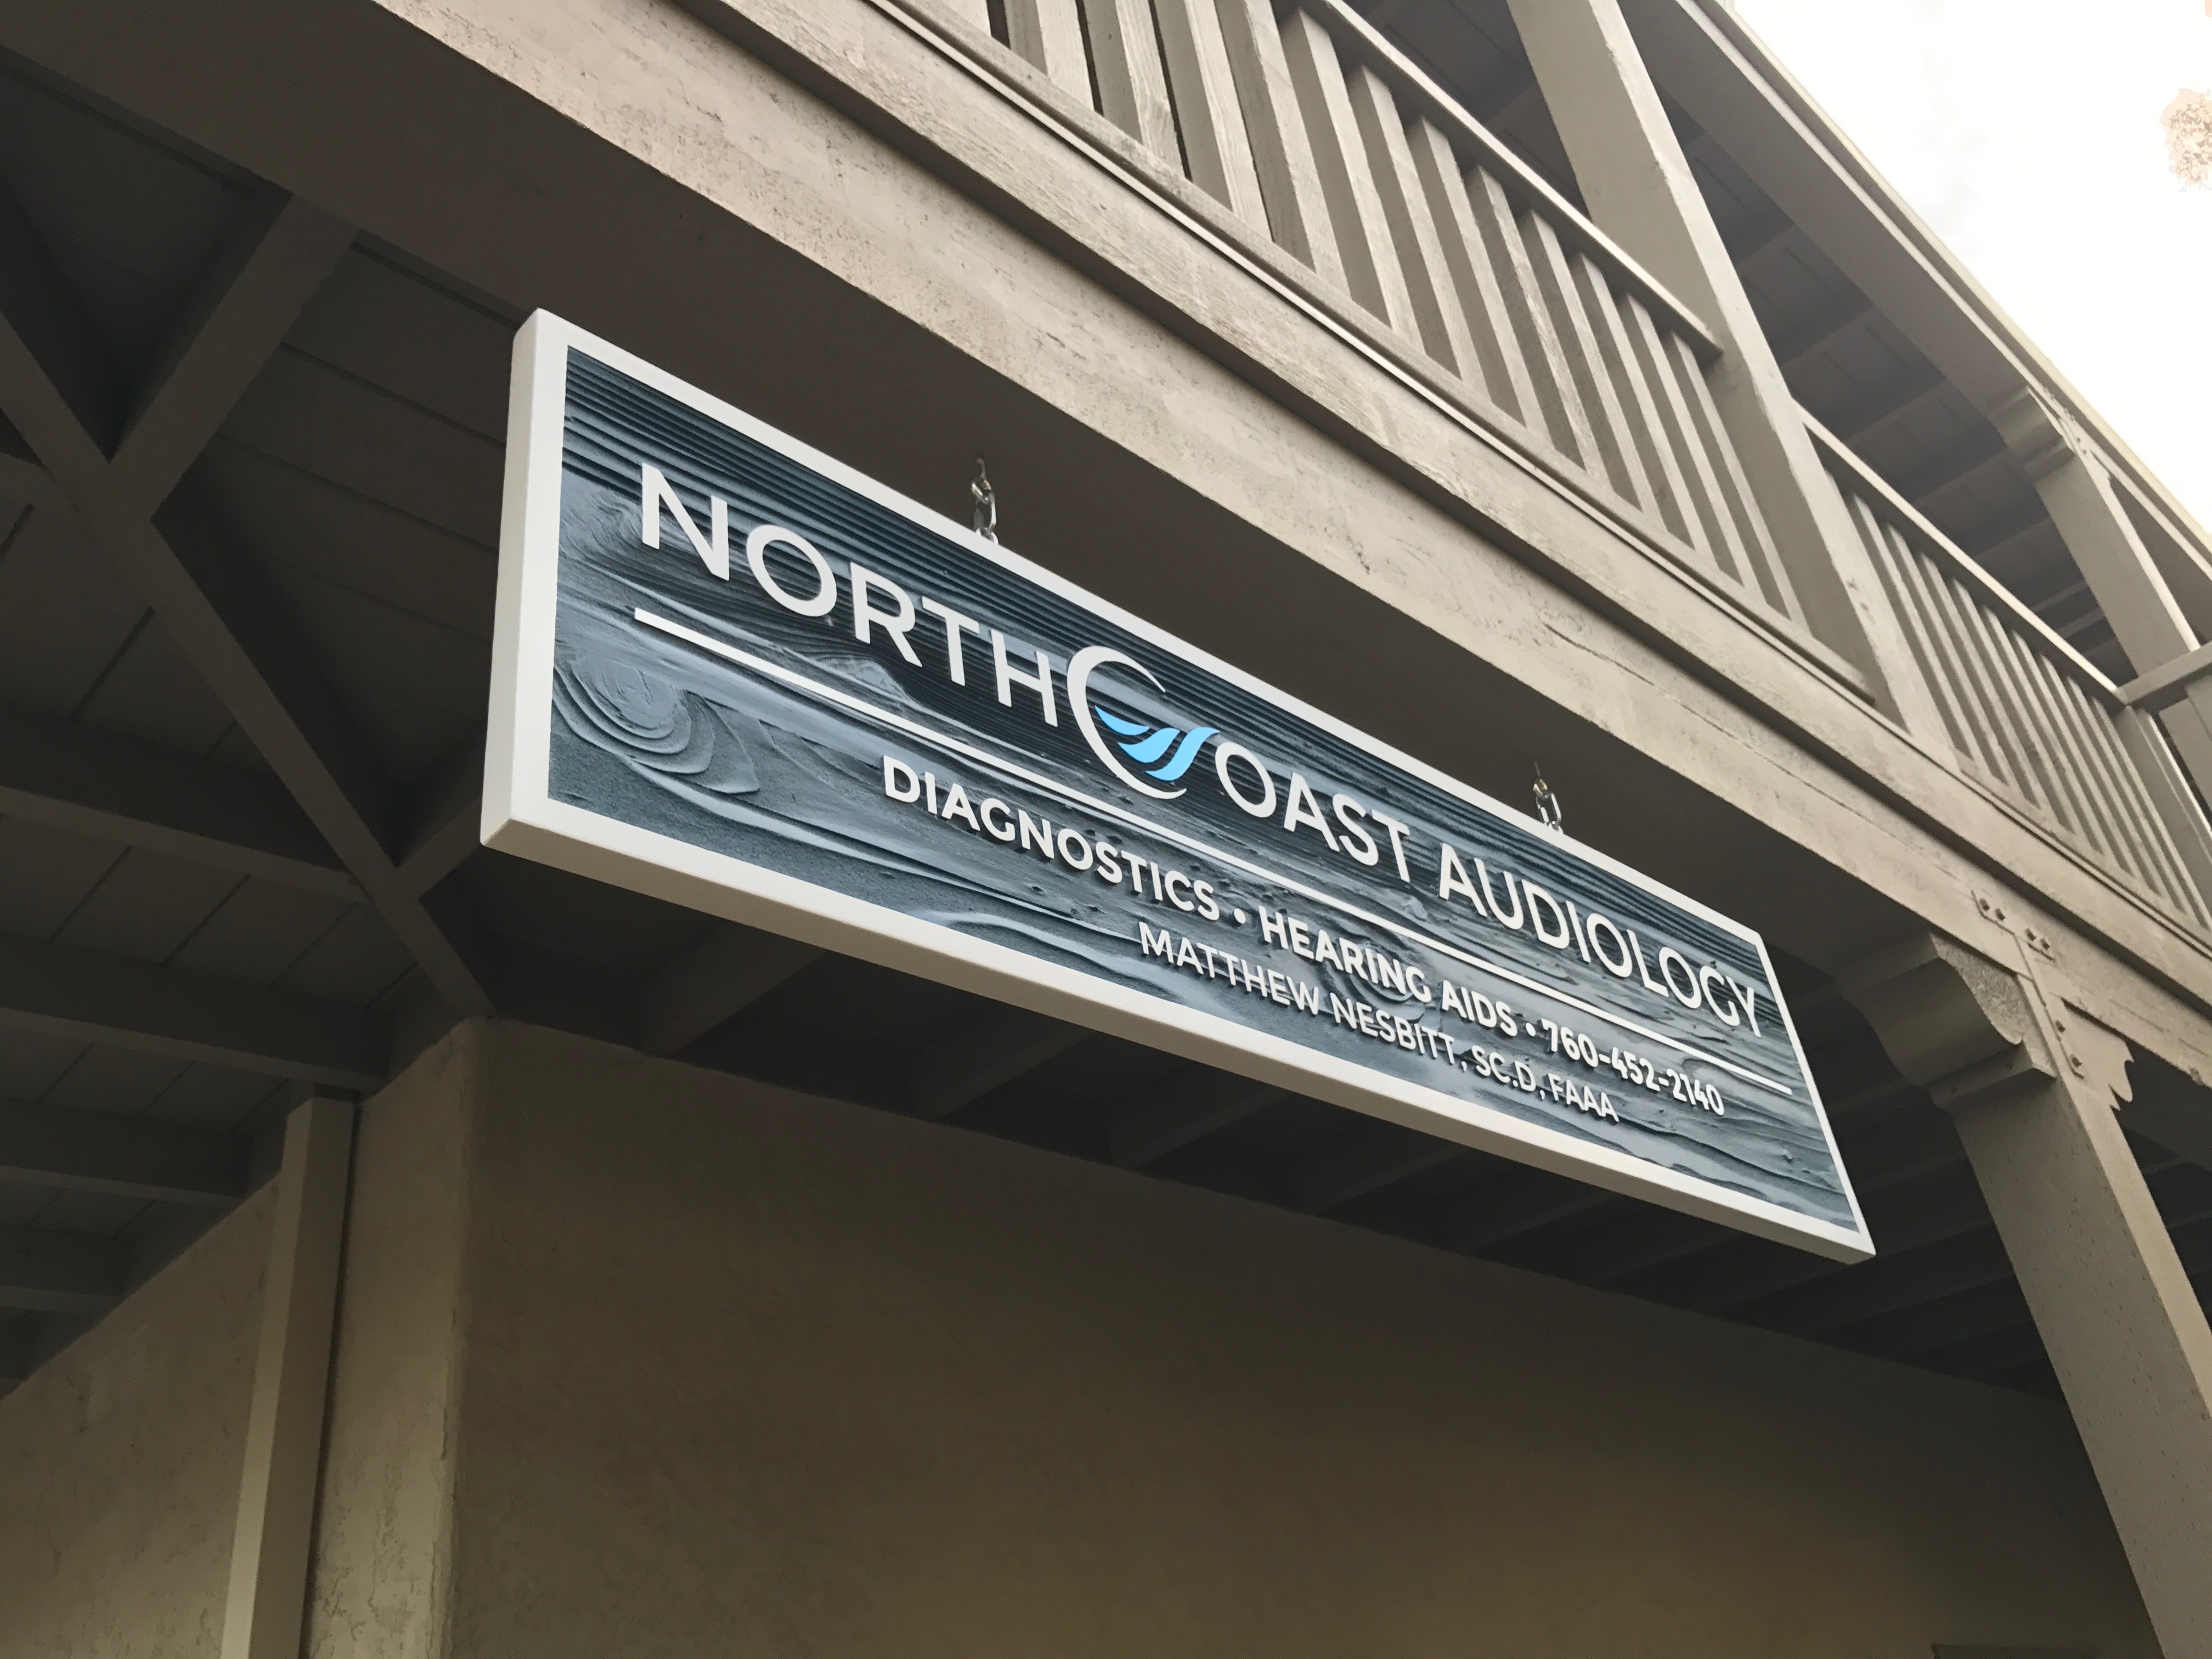 NORTH COAST AUDIOLOGY
DIAGNOSTICS • HEARING AIDS • 760-452-2140
MATTHEW NESBITT, SC.D, FAAA